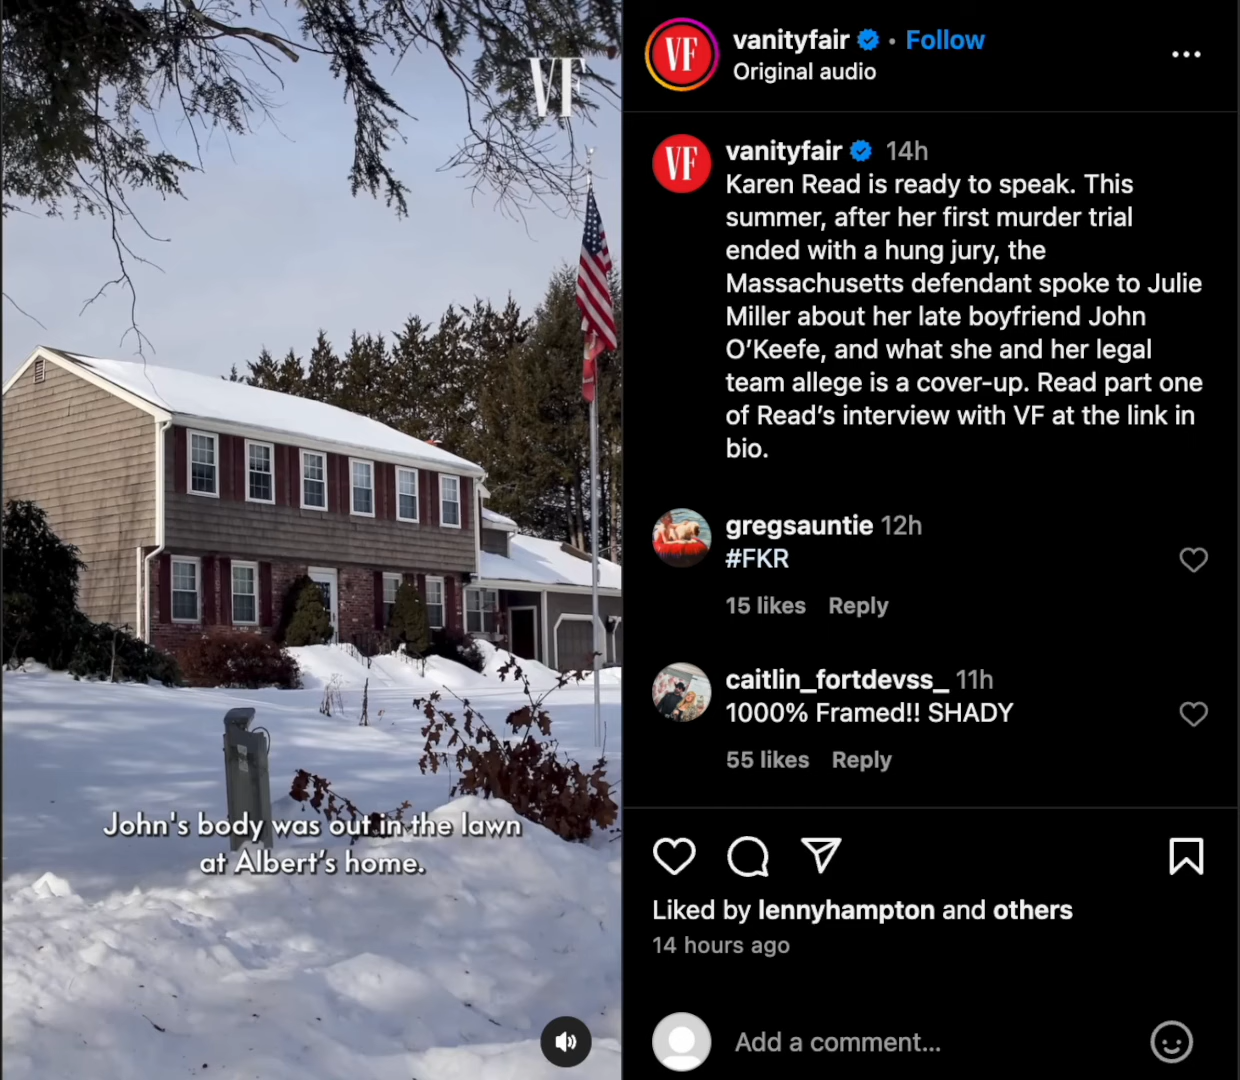 VF
John's body was out in the lawn
at Albert's home.
VF
vanityfair • Follow
Original audio
VF
vanityfair 14h
Karen Read is ready to speak. This
summer, after her first murder trial
ended with a hung jury, the
Massachusetts defendant spoke to Julie
Miller about her late boyfriend John
O’Keefe, and what she and her legal
team allege is a cover-up. Read part one
of Read’s interview with VF at the link in
bio.
gregsauntie 12h
#FKR
15 likes Reply
caitlin_fortdevss_ 11h
1000% Framed!! SHADY
55 likes Reply
Liked by lennyhampton and others
14 hours ago
Add a comment...